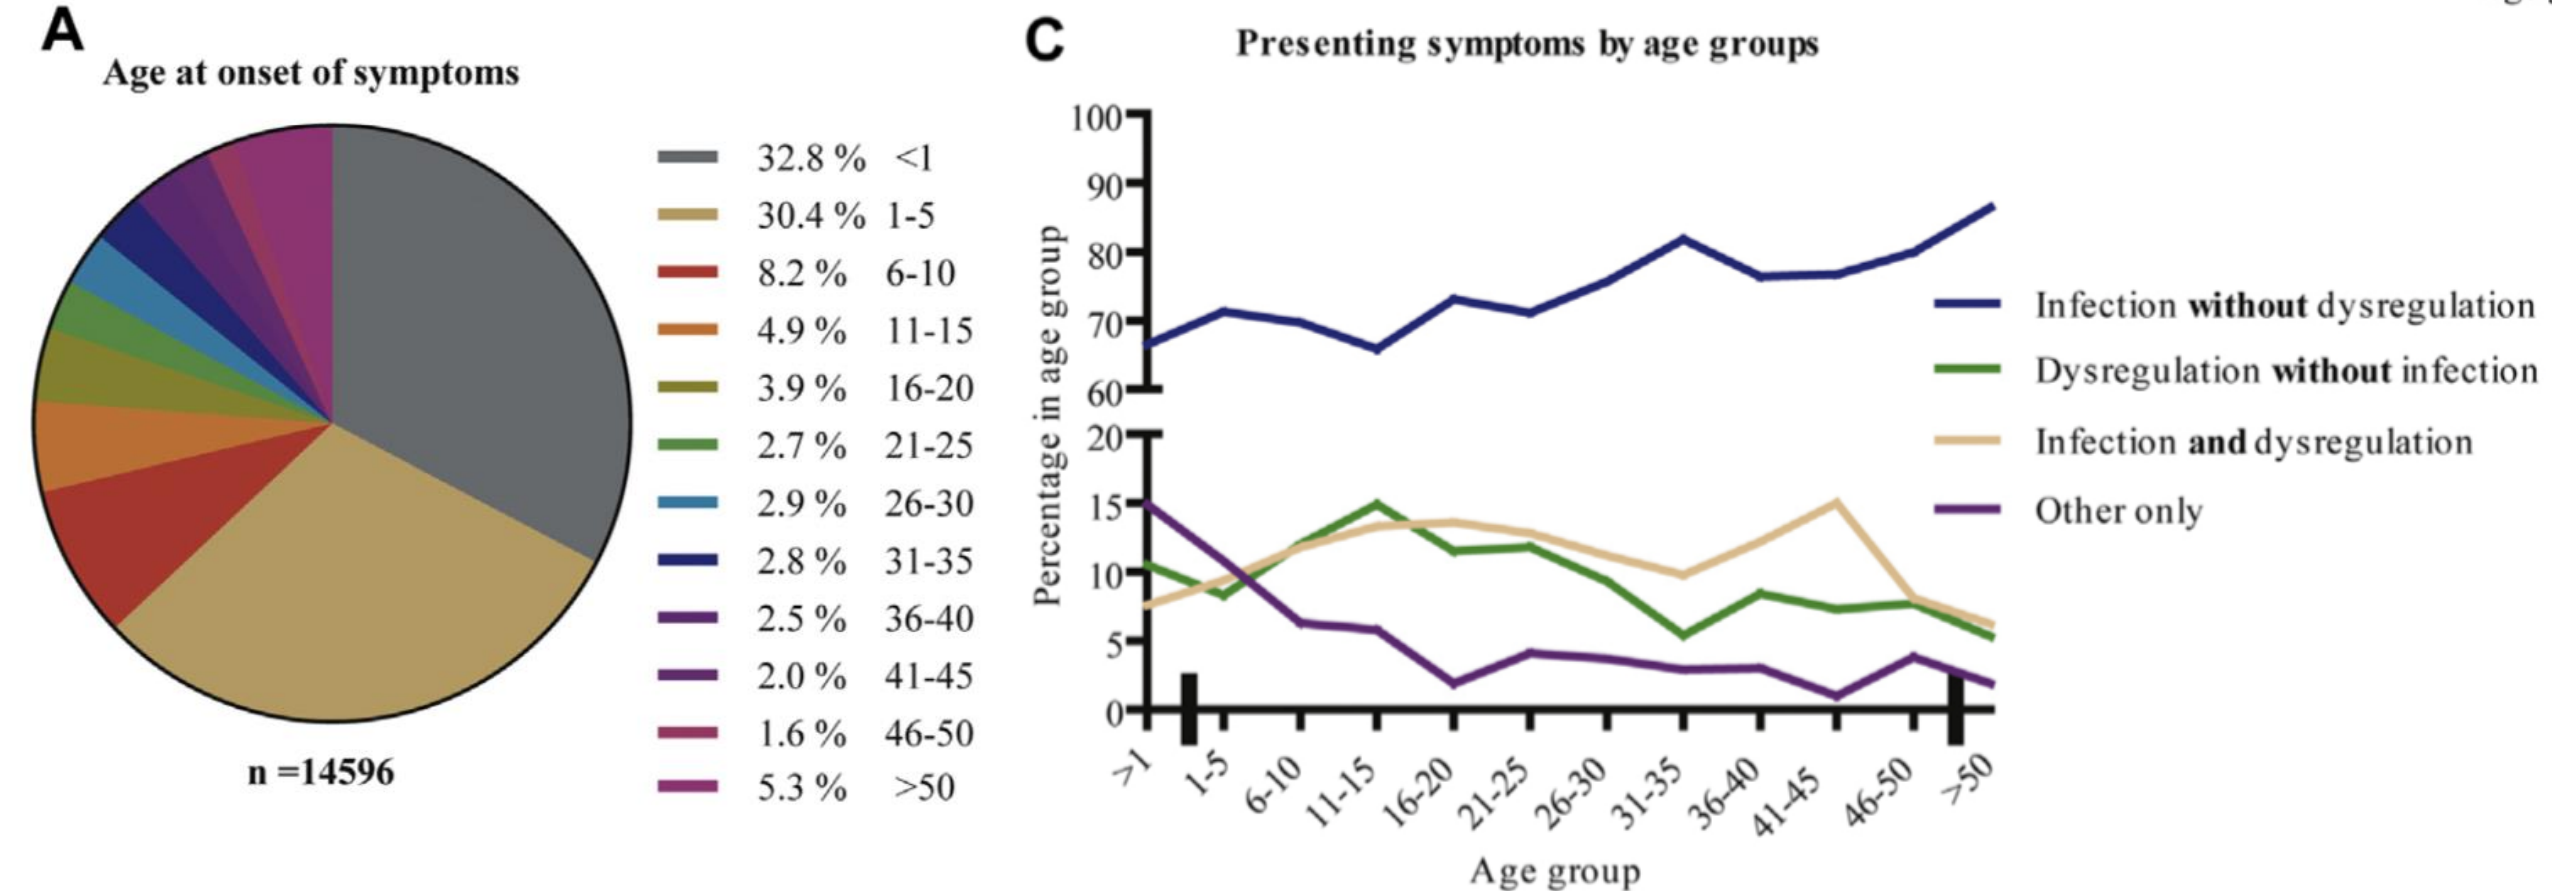 A
Age at onset of symptoms
32.8 % <1
30.4 % 1-5
8.2 % 6-10
4.9 % 11-15
3.9 % 16-20
2.7 % 21-25
2.9 % 26-30
2.8 % 31-35
2.5 % 36-40
2.0 % 41-45
1.6 % 46-50
5.3 % >50
n =14596
C
Presenting symptoms by age groups
Percentage in age group
100
90
80
70
60
20
15
10
5
0
>1
1-5
6-10
11-15
16-20
21-25
26-30
31-35
36-40
41-45
46-50
>50
Age group
Infection without dysregulation
Dysregulation without infection
Infection and dysregulation
Other only